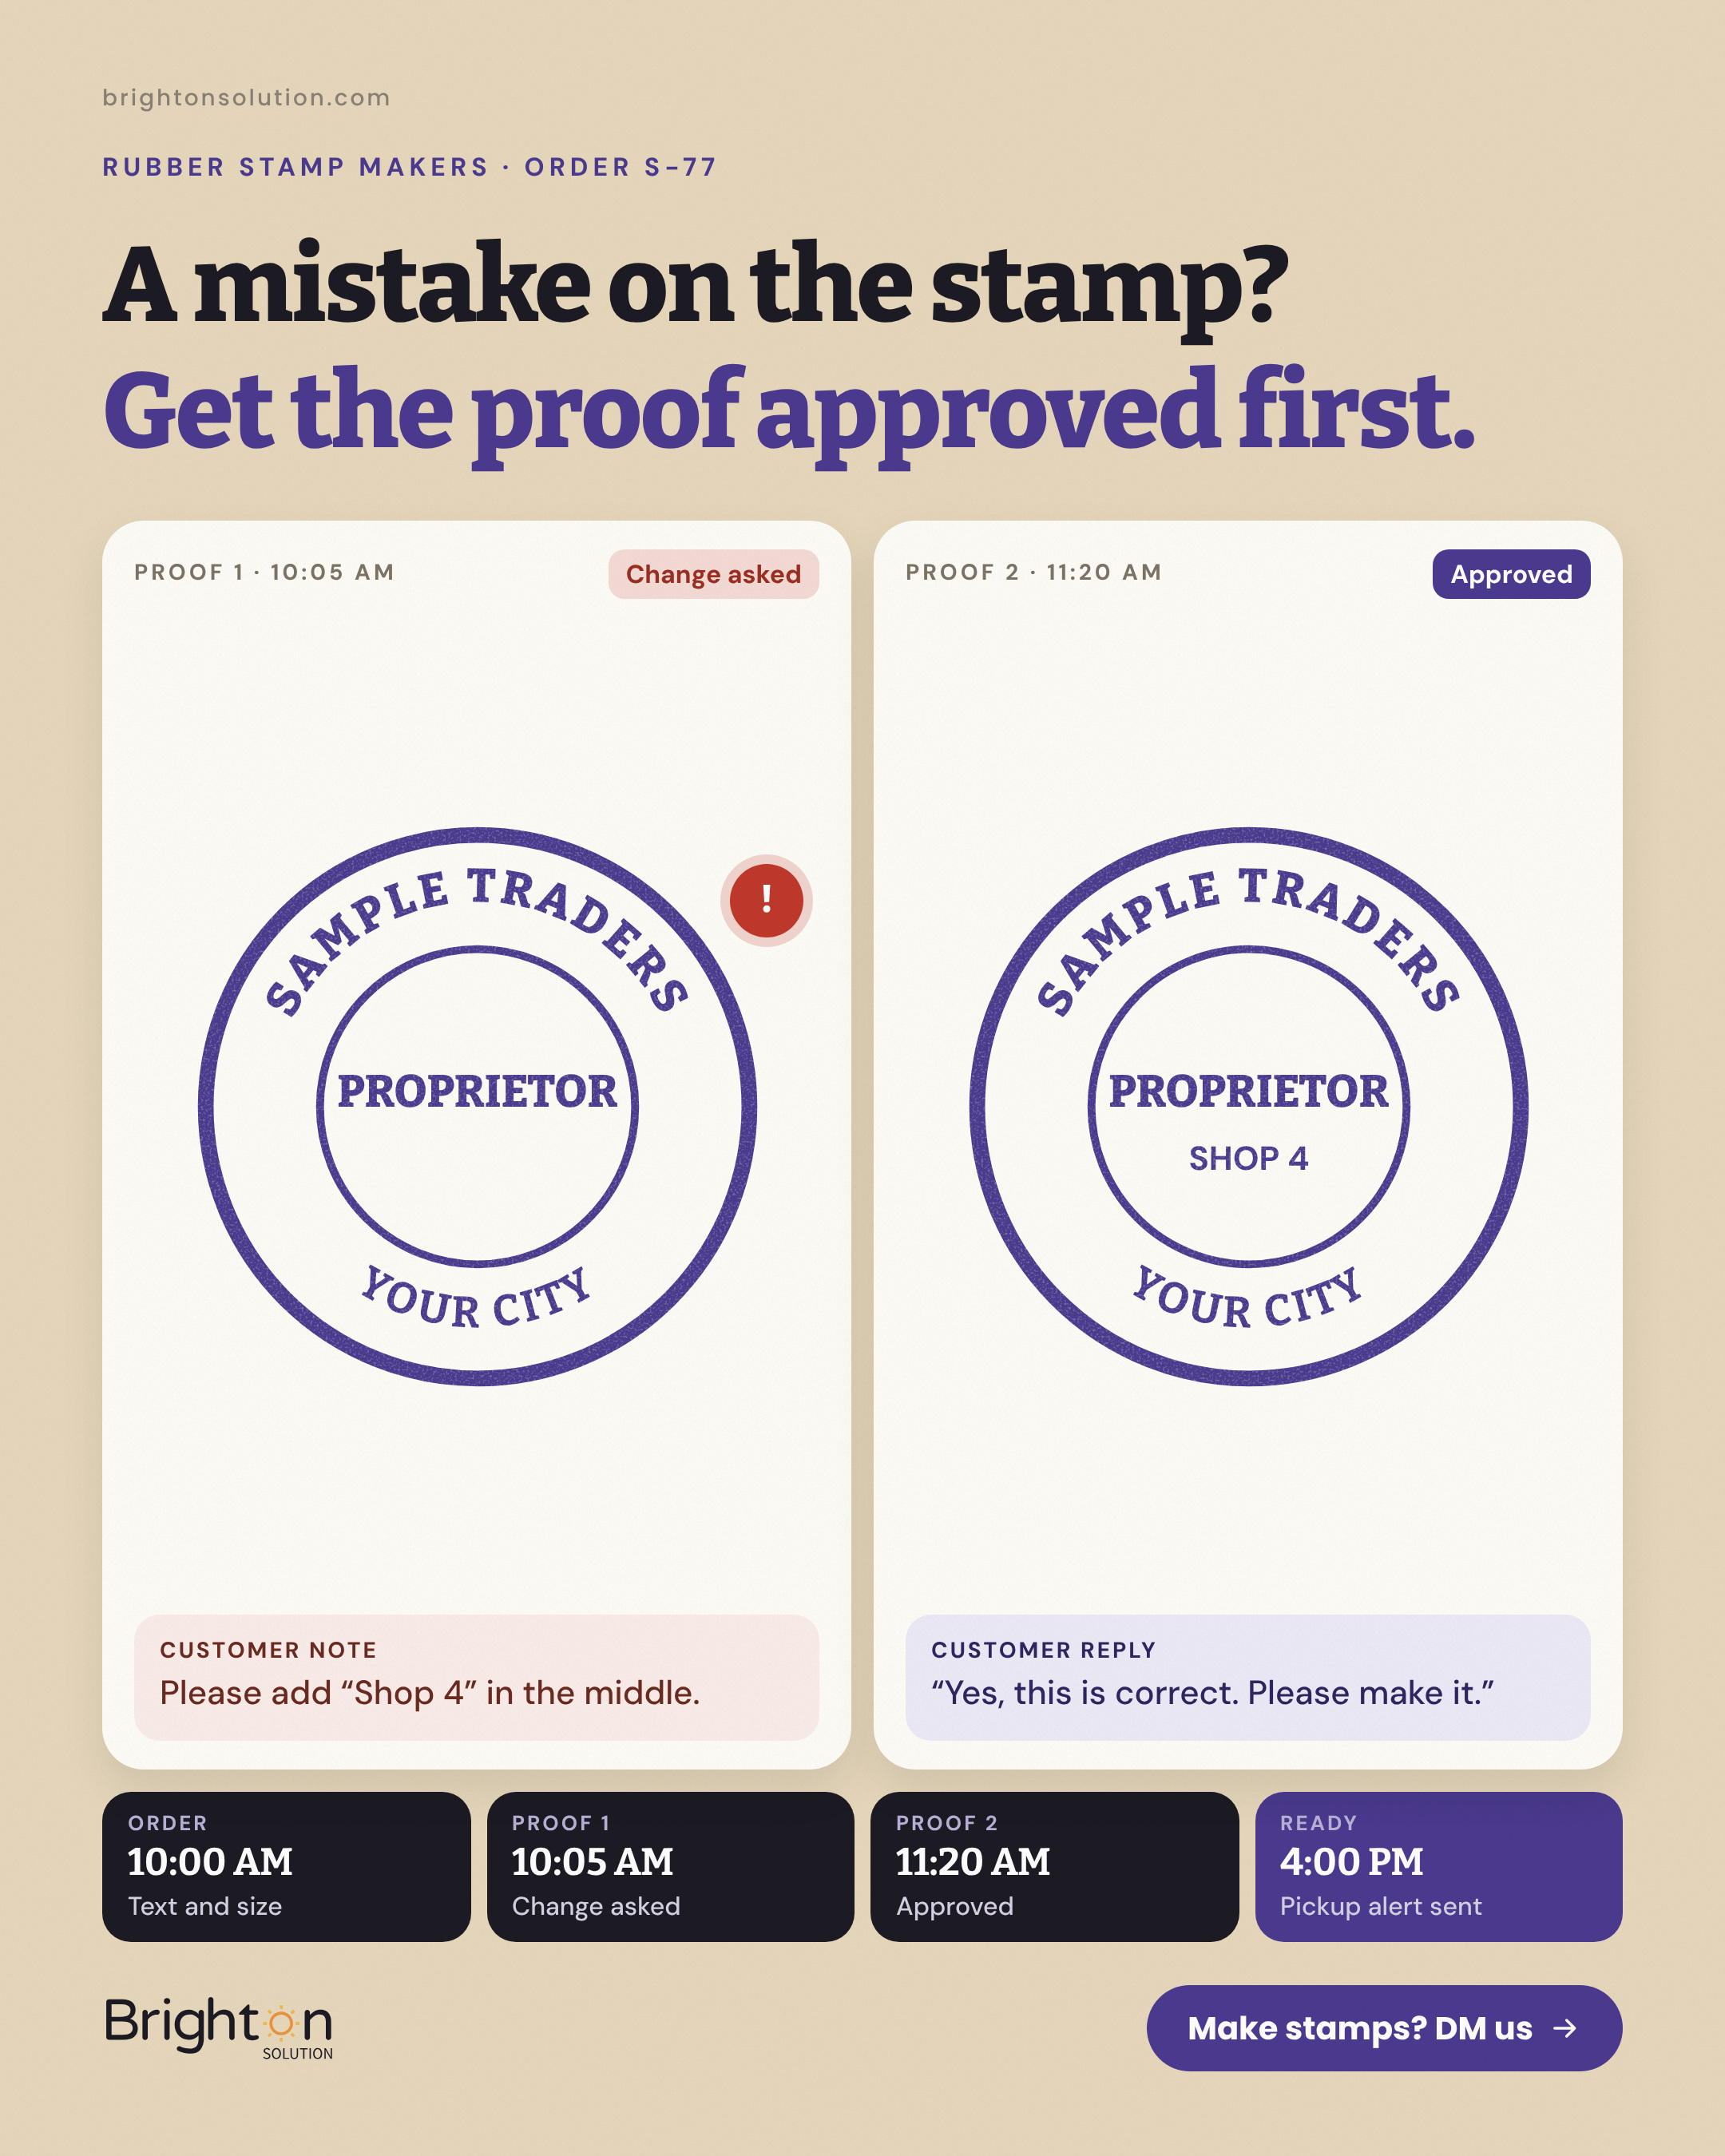 brightonsolution.com
RUBBER STAMP MAKERS · ORDER S-77
A mistake on the stamp?
Get the proof approved first.
PROOF 1 · 10:05 AM
Change asked
SAMPLE TRADERS
!
PROPRIETOR
YOUR CITY
CUSTOMER NOTE
Please add “Shop 4” in the middle.
PROOF 2 · 11:20 AM
Approved
SAMPLE TRADERS
PROPRIETOR
SHOP 4
YOUR CITY
CUSTOMER REPLY
“Yes, this is correct. Please make it.”
ORDER
10:00 AM
Text and size
PROOF 1
10:05 AM
Change asked
PROOF 2
11:20 AM
Approved
READY
4:00 PM
Pickup alert sent
Brighton
SOLUTION
Make stamps? DM us →